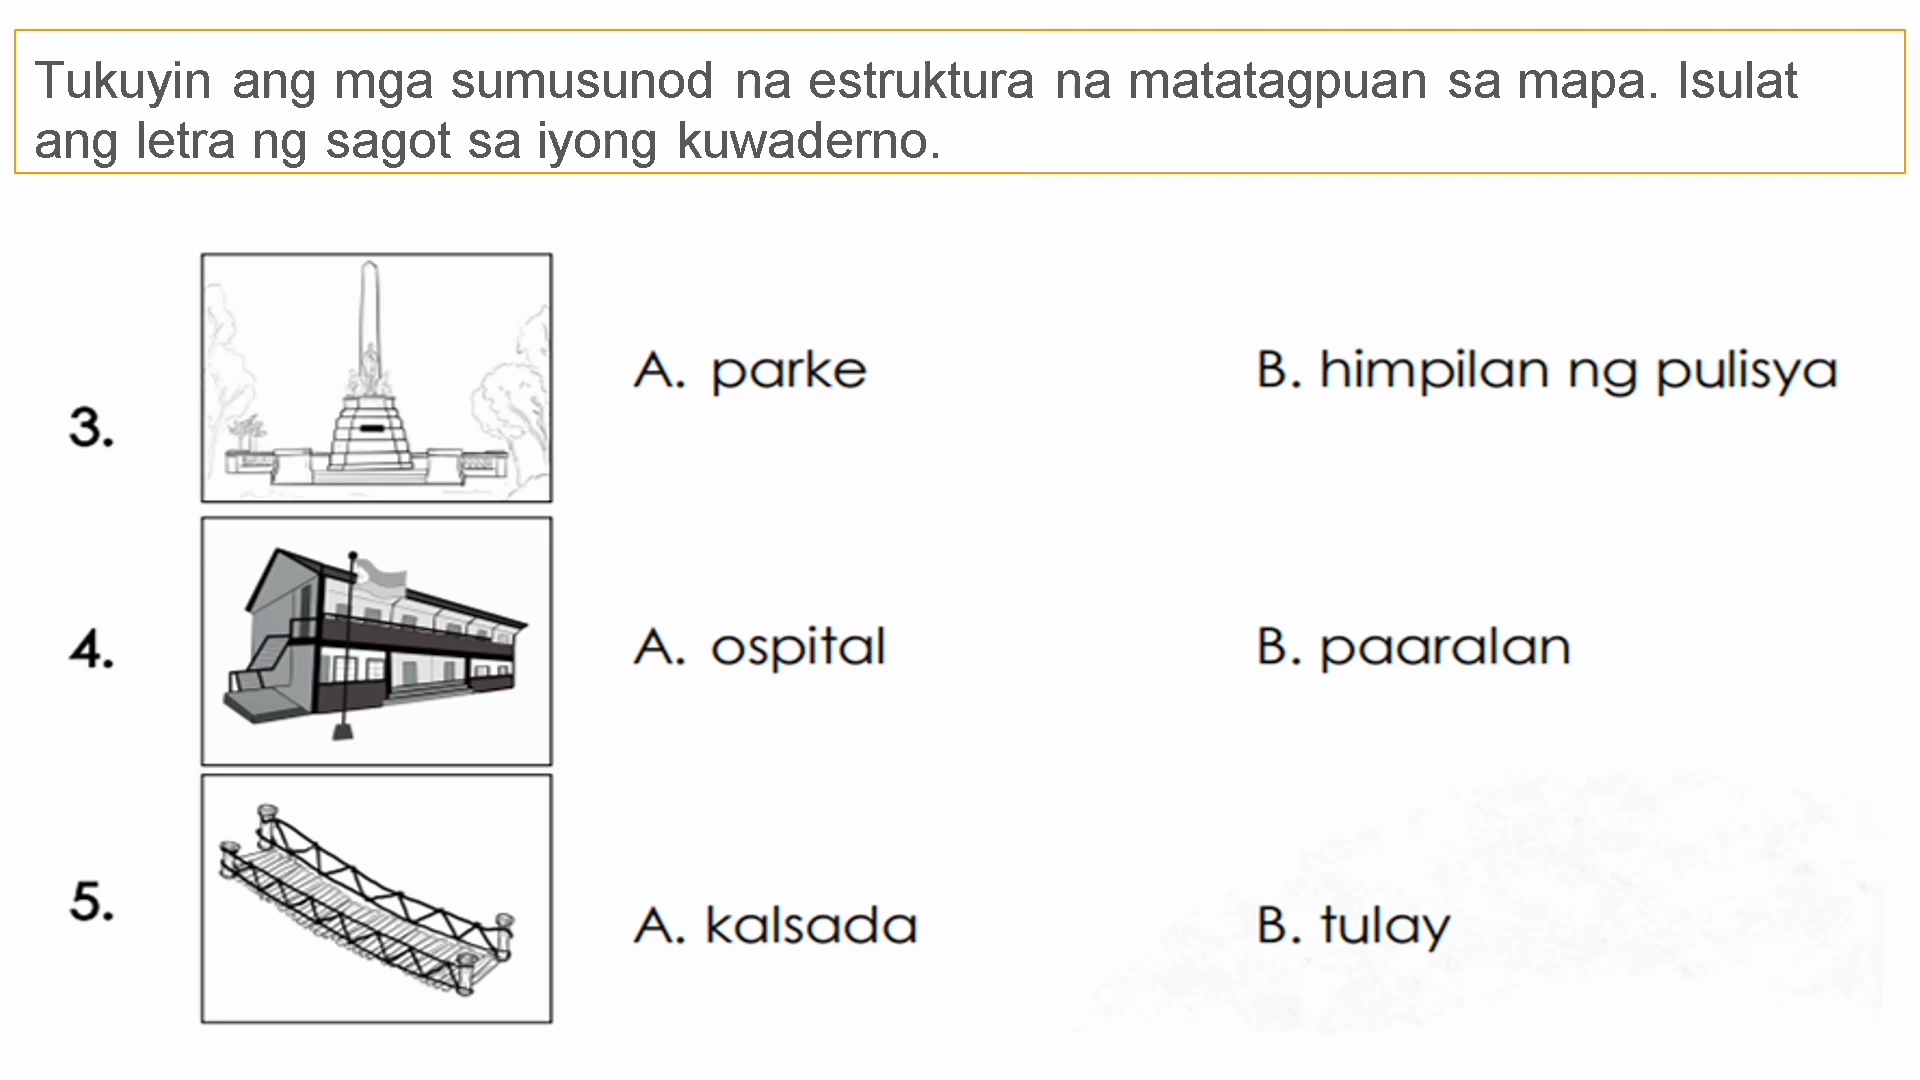 Tukuyin ang mga sumusunod na estruktura na matatagpuan sa mapa. Isulat
ang letra ng sagot sa iyong kuwaderno.
3. A. parke B. himpilan ng pulisya
4. A. ospital B. paaralan
5. A. kalsada B. tulay